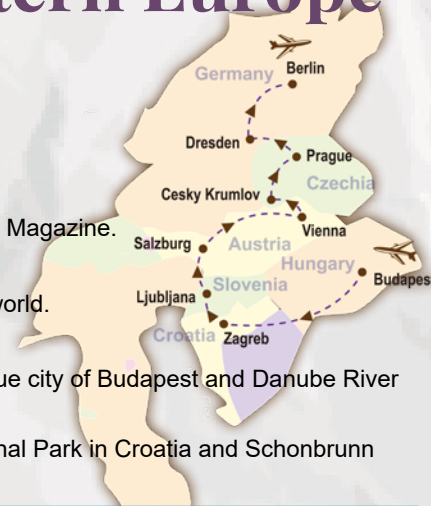 tern Europe
Germany
Berlin
Dresden
Prague
Czechia
Cesky Krumlov
Magazine.
Vienna
Salzburg
Austria
Hungary
Budapes
Slovenia
Ljubljana
world.
Croatia
Zagreb
ue city of Budapest and Danube River
nal Park in Croatia and Schonbrunn